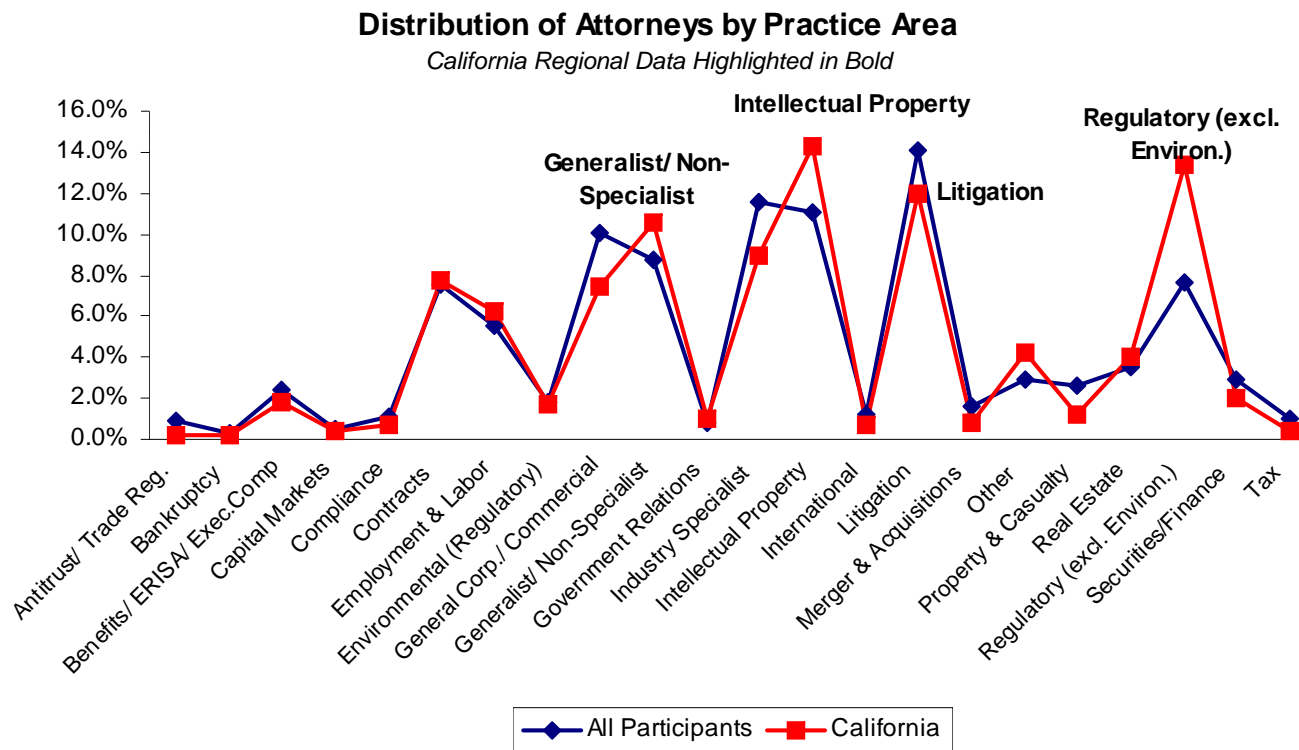 Distribution of Attorneys by Practice Area
California Regional Data Highlighted in Bold
16.0%
14.0%
12.0%
10.0%
8.0%
6.0%
4.0%
2.0%
0.0%
Generalist/ Non-
Specialist
Intellectual Property
Litigation
Regulatory (excl.
Environ.)
Antitrust/ Trade Reg.
Bankruptcy
Benefits/ ERISA/ Exec.Comp
Capital Markets
Compliance
Contracts
Employment & Labor
Environmental (Regulatory)
General Corp./ Commercial
Generalist/ Non-Specialist
Government Relations
Industry Specialist
Intellectual Property
International
Litigation
Merger & Acquisitions
Other
Property & Casualty
Real Estate
Regulatory (excl. Environ.)
Securities/Finance
Tax
All Participants
California